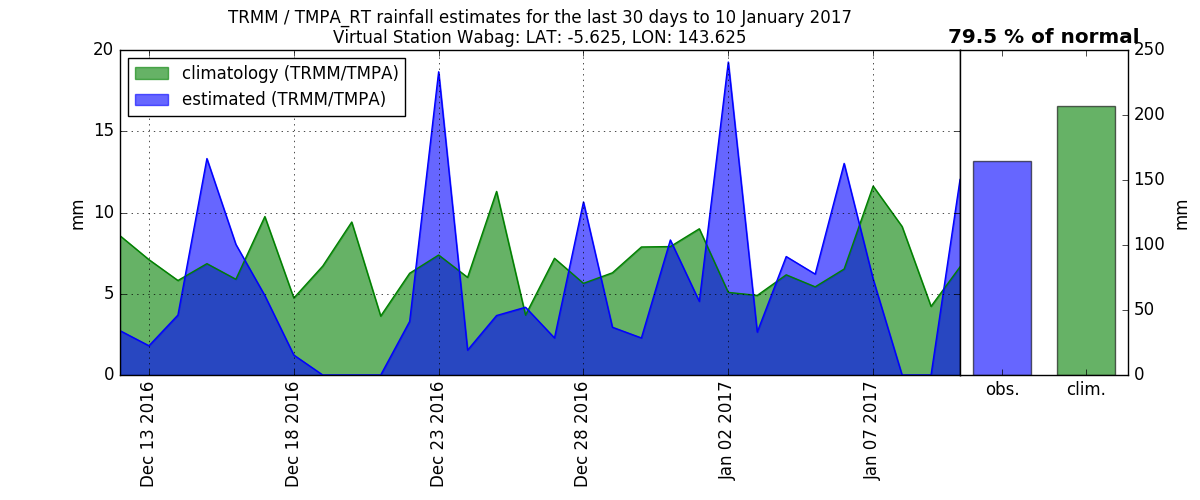 TRMM / TMPA_RT rainfall estimates for the last 30 days to 10 January 2017
Virtual Station Wabag: LAT: -5.625, LON: 143.625
79.5 % of normal
climatology (TRMM/TMPA)
estimated (TRMM/TMPA)
20
15
10
5
0
mm
Dec 13 2016
Dec 18 2016
Dec 23 2016
Dec 28 2016
Jan 02 2017
Jan 07 2017
250
200
150
100
50
0
mm
obs.
clim.